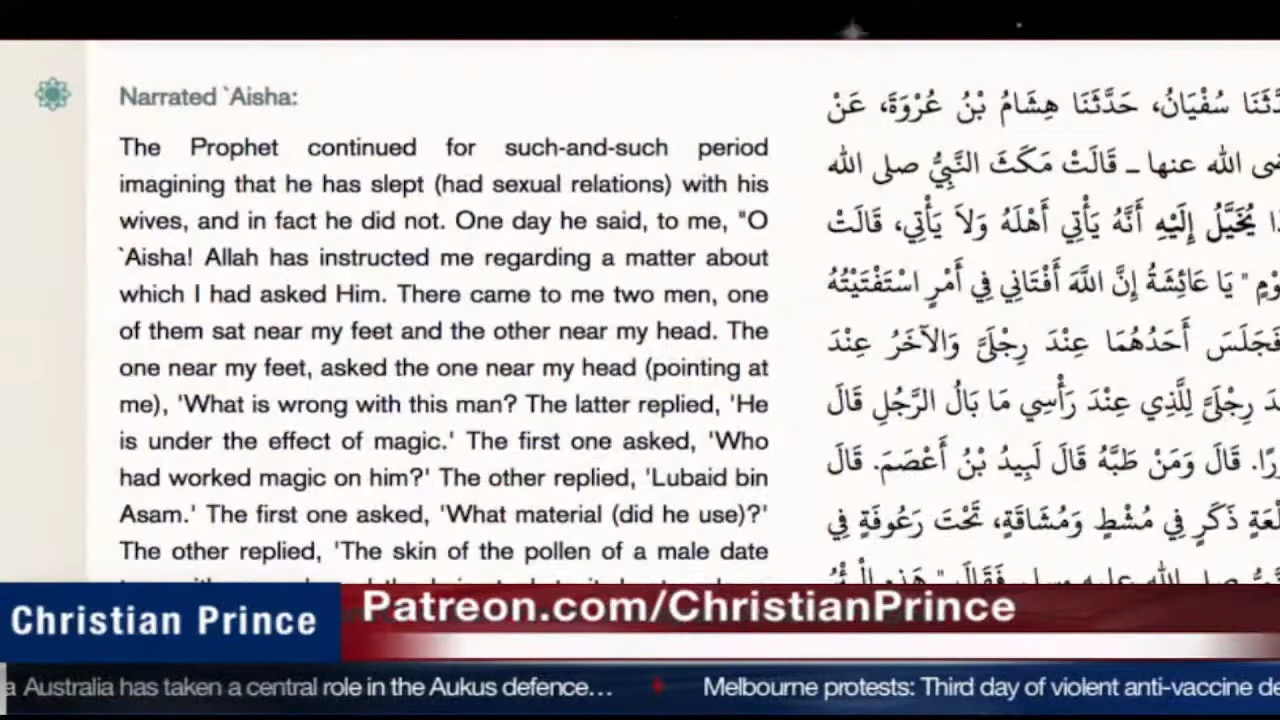 Narrated `Aisha:
The Prophet continued for such-and-such period
imagining that he has slept (had sexual relations) with his
wives, and in fact he did not. One day he said, to me, "O
`Aisha! Allah has instructed me regarding a matter about
which I had asked Him. There came to me two men, one
of them sat near my feet and the other near my head. The
one near my feet, asked the one near my head (pointing at
me), 'What is wrong with this man? The latter replied, 'He
is under the effect of magic.' The first one asked, 'Who
had worked magic on him?' The other replied, 'Lubaid bin
Asam.' The first one asked, 'What material (did he use)?'
The other replied, 'The skin of the pollen of a male date
سُفْيَانُ، حَدَّثَنَا هِشَامُ بْنُ عُرْوَةَ، عَنْ
الله عنها ـ قَالَتْ مَكَثَ النَّبِيُّ صلى الله
يُخَيَّلُ إِلَيْهِ أَنَّهُ يَأْتِي أَهْلَهُ وَلاَ يَأْتِي، قَالَتْ
" يَا عَائِشَةُ إِنَّ اللَّهَ أَفْتَانِي فِي أَمْرٍ اسْتَفْتَيْتُهُ
فَجَلَسَ أَحَدُهُمَا عِنْدَ رِجْلَىَّ وَالآخَرُ عِنْدَ
رِجْلَىَّ لِلَّذِي عِنْدَ رَأْسِي مَا بَالُ الرَّجُلِ قَالَ
قَالَ وَمَنْ طَبَّهُ قَالَ لَبِيدُ بْنُ أَعْصَمَ. قَالَ
ذَكَرٍ فِي مُشْطٍ وَمُشَاقَةٍ، تَحْتَ رَعُوفَةٍ فِي
صلى الله عليه وسلم فَقَالَ "
Christian Prince
Patreon.com/ChristianPrince
a Australia has taken a central role in the Aukus defence… Melbourne protests: Third day of violent anti-vaccine de